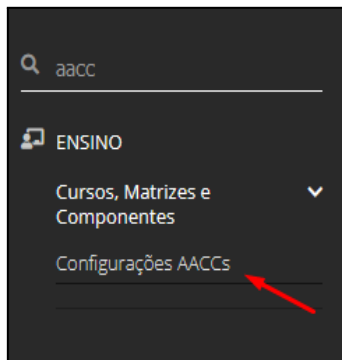 aacc
ENSINO
Cursos, Matrizes e
Componentes
Configurações AACCs